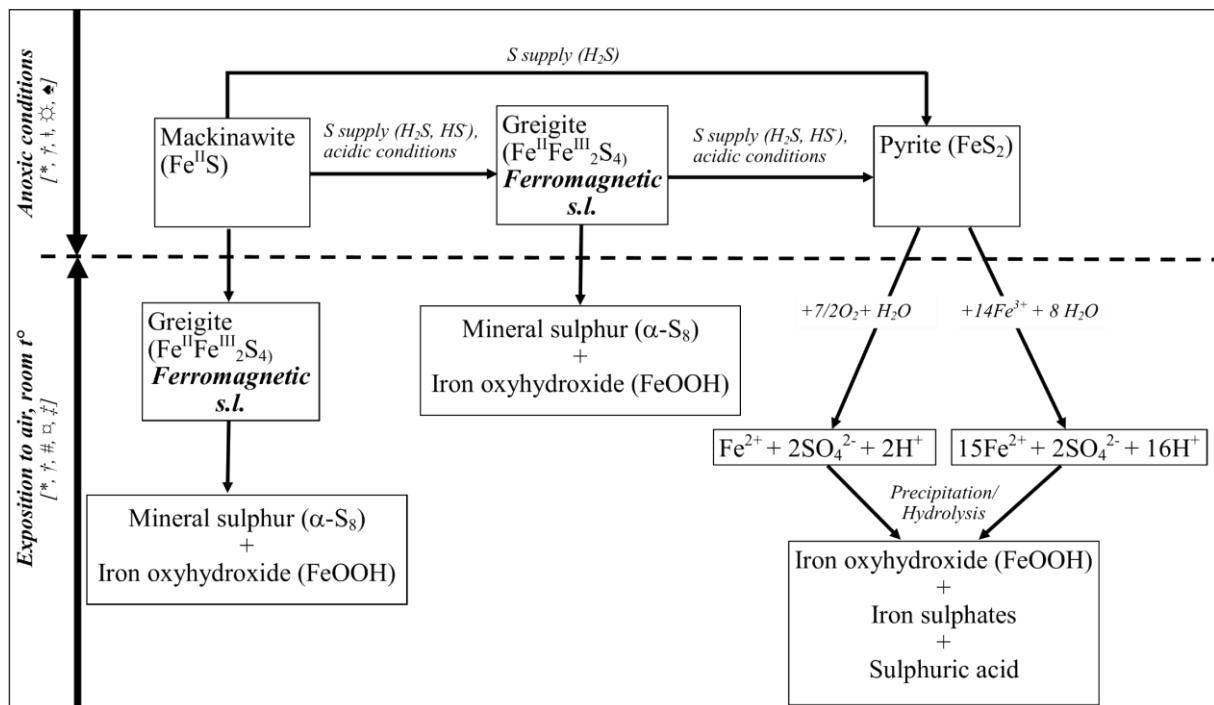 Anoxic conditions
[*, †, ɫ, ☼, ♠]
S supply (H₂S)
Mackinawite
(FeᴵᴵS)
S supply (H₂S, HS⁻),
acidic conditions
Greigite
(FeᴵᴵFeᴵᴵᴵ₂S₄)
Ferromagnetic
s.l.
S supply (H₂S, HS⁻),
acidic conditions
Pyrite (FeS₂)
Exposition to air, room t°
[*, †, #, ¤, ‡]
Greigite
(FeᴵᴵFeᴵᴵᴵ₂S₄)
Ferromagnetic
s.l.
Mineral sulphur (α-S₈)
+
Iron oxyhydroxide (FeOOH)
Mineral sulphur (α-S₈)
+
Iron oxyhydroxide (FeOOH)
+7/2O₂+ H₂O
+14Fe³⁺ + 8 H₂O
Fe²⁺ + 2SO₄²⁻ + 2H⁺
15Fe²⁺ + 2SO₄²⁻ + 16H⁺
Precipitation/
Hydrolysis
Iron oxyhydroxide (FeOOH)
+
Iron sulphates
+
Sulphuric acid